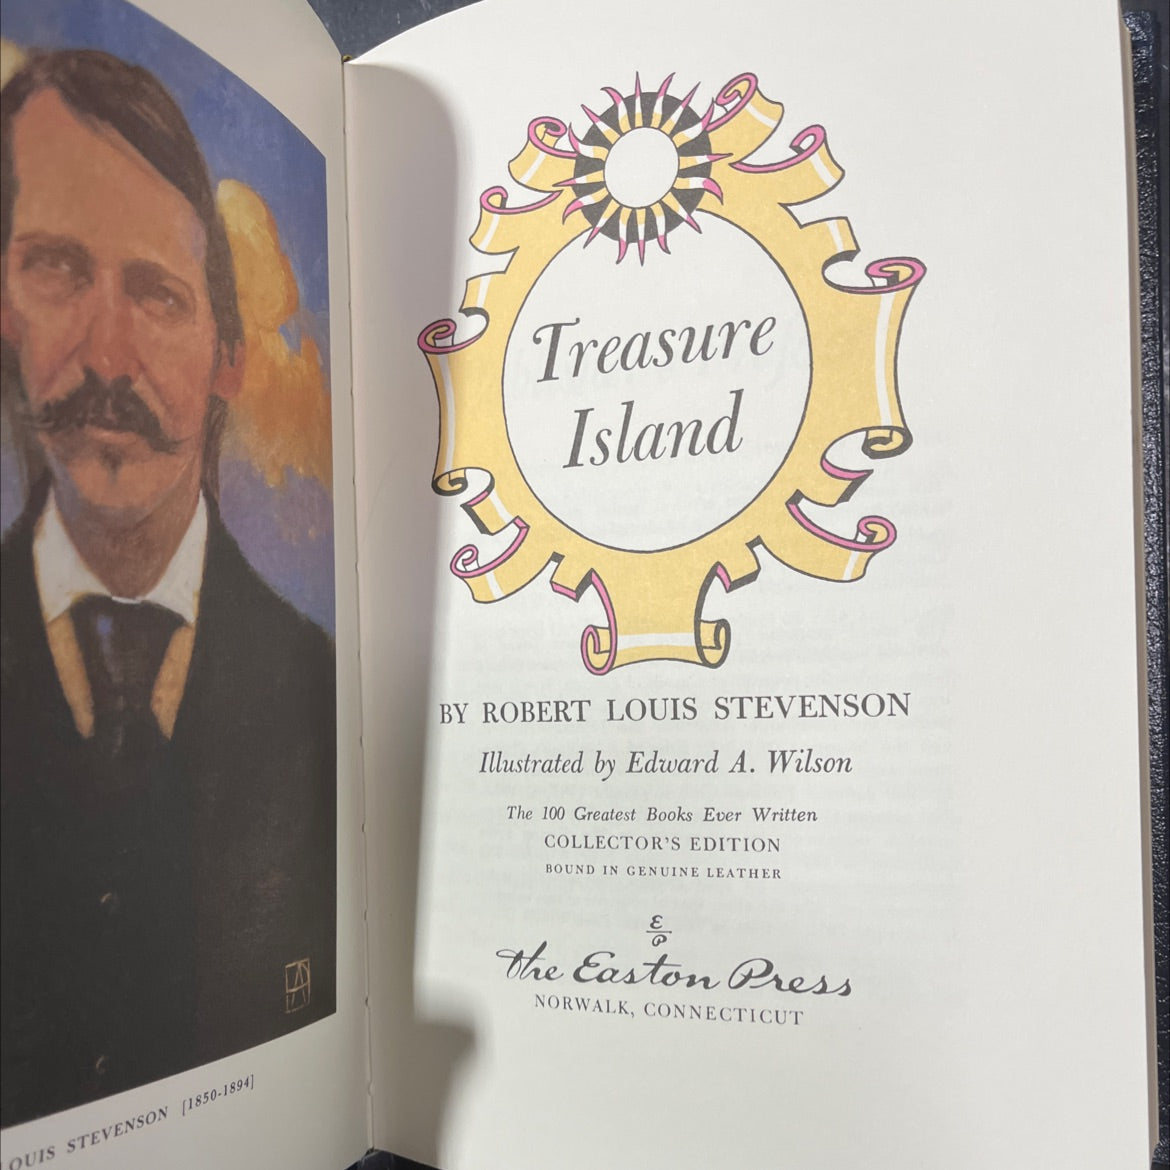 OUIS STEVENSON [1850-1894]
Treasure
Island
BY ROBERT LOUIS STEVENSON
Illustrated by Edward A. Wilson
The 100 Greatest Books Ever Written
COLLECTOR'S EDITION
BOUND IN GENUINE LEATHER
E
P
The Easton Press
NORWALK, CONNECTICUT